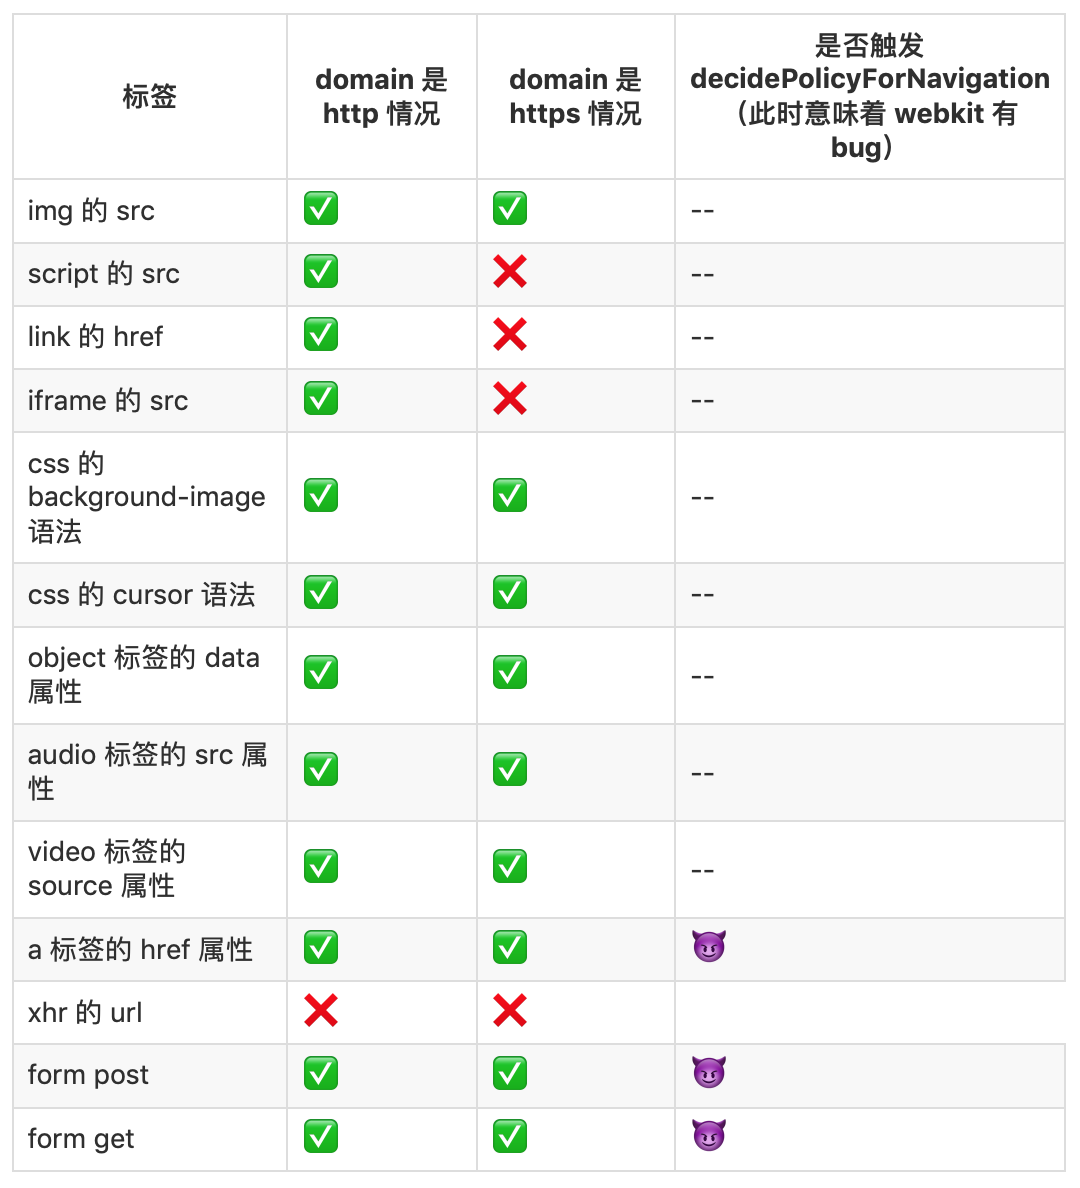 标签
domain 是
http 情况
domain 是
https 情况
是否触发
decidePolicyForNavigation
（此时意味着 webkit 有
bug）
img 的 src ✅ ✅ --
script 的 src ✅ ❌ --
link 的 href ✅ ❌ --
iframe 的 src ✅ ❌ --
css 的
background-image
语法
✅ ✅ --
css 的 cursor 语法 ✅ ✅ --
object 标签的 data
属性
✅ ✅ --
audio 标签的 src 属
性
✅ ✅ --
video 标签的
source 属性
✅ ✅ --
a 标签的 href 属性 ✅ ✅ 😈
xhr 的 url ❌ ❌
form post ✅ ✅ 😈
form get ✅ ✅ 😈